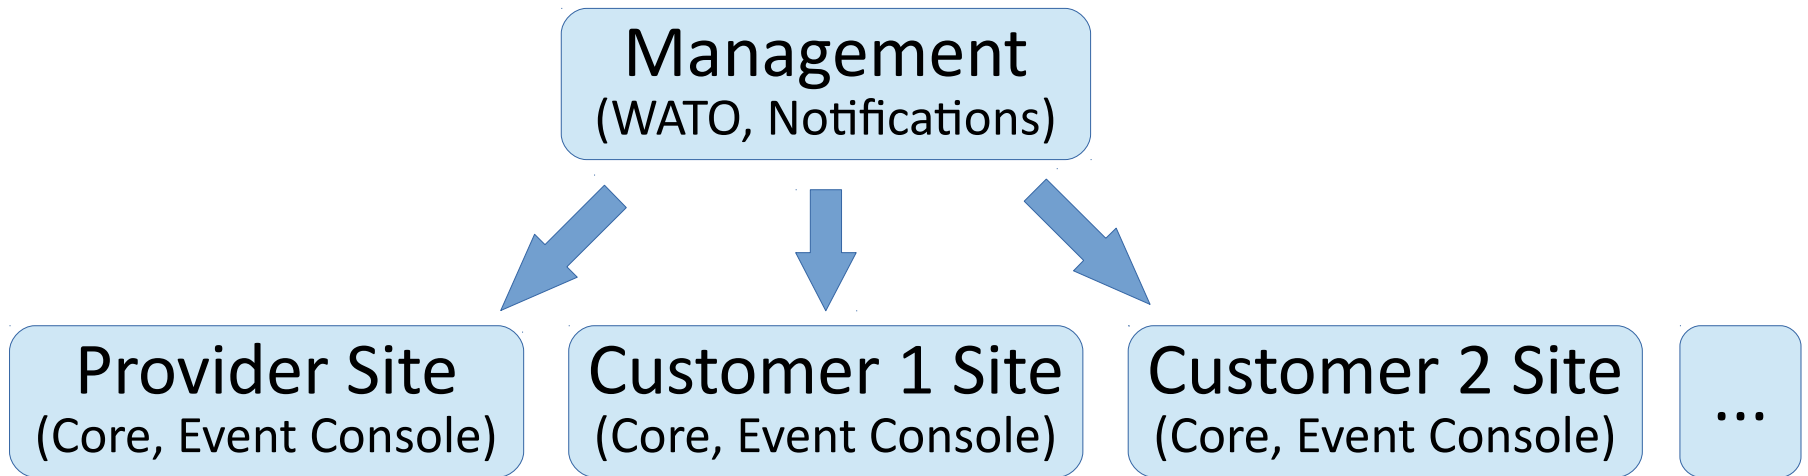 Management
(WATO, Notifications)
Provider Site
(Core, Event Console)
Customer 1 Site
(Core, Event Console)
Customer 2 Site
(Core, Event Console)
...